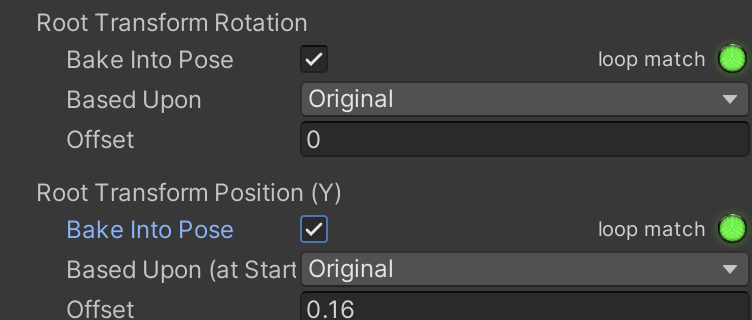 Root Transform Rotation
Bake Into Pose loop match
Based Upon Original
Offset 0
Root Transform Position (Y)
Bake Into Pose loop match
Based Upon (at Start Original
Offset 0.16